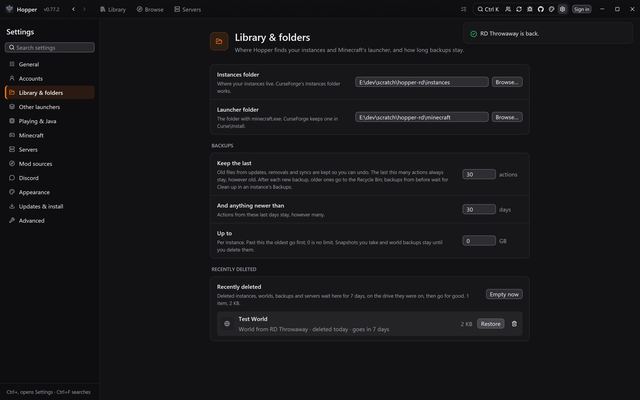 Hopper v0.77.2
Library
Browse
Servers
Ctrl K
Sign in
RD Throwaway is back.
Settings
Search settings
General
Accounts
Library & folders
Other launchers
Playing & Java
Minecraft
Servers
Mod sources
Discord
Appearance
Updates & install
Advanced
Ctrl+, opens Settings · Ctrl+F searches
Library & folders
Where Hopper finds your instances and Minecraft's launcher, and how long backups stay.
Instances folder
Where your instances live. CurseForge's Instances folder
works.
E:\dev\scratch\hopper-rd\instances
Browse...
Launcher folder
The folder with minecraft.exe. CurseForge keeps one in
Curse\Install.
E:\dev\scratch\hopper-rd\minecraft
Browse...
BACKUPS
Keep the last
Old files from updates, removals and syncs are kept so you can undo. The last this many actions always
stay, however old. After each new backup, older ones go to the Recycle Bin; backups from before wait for
Clean up in an instance's Backups.
30 actions
And anything newer than
Actions from these last days stay, however many.
30 days
Up to
Per instance. Past this the oldest go first; 0 is no limit. Snapshots you take and world backups stay until
you delete them.
0 GB
RECENTLY DELETED
Recently deleted
Deleted instances, worlds, backups and servers wait here for 7 days, on the drive they were on, then go for good. 1
item, 2 KB.
Empty now
Test World
World from RD Throwaway · deleted today · goes in 7 days
2 KB
Restore